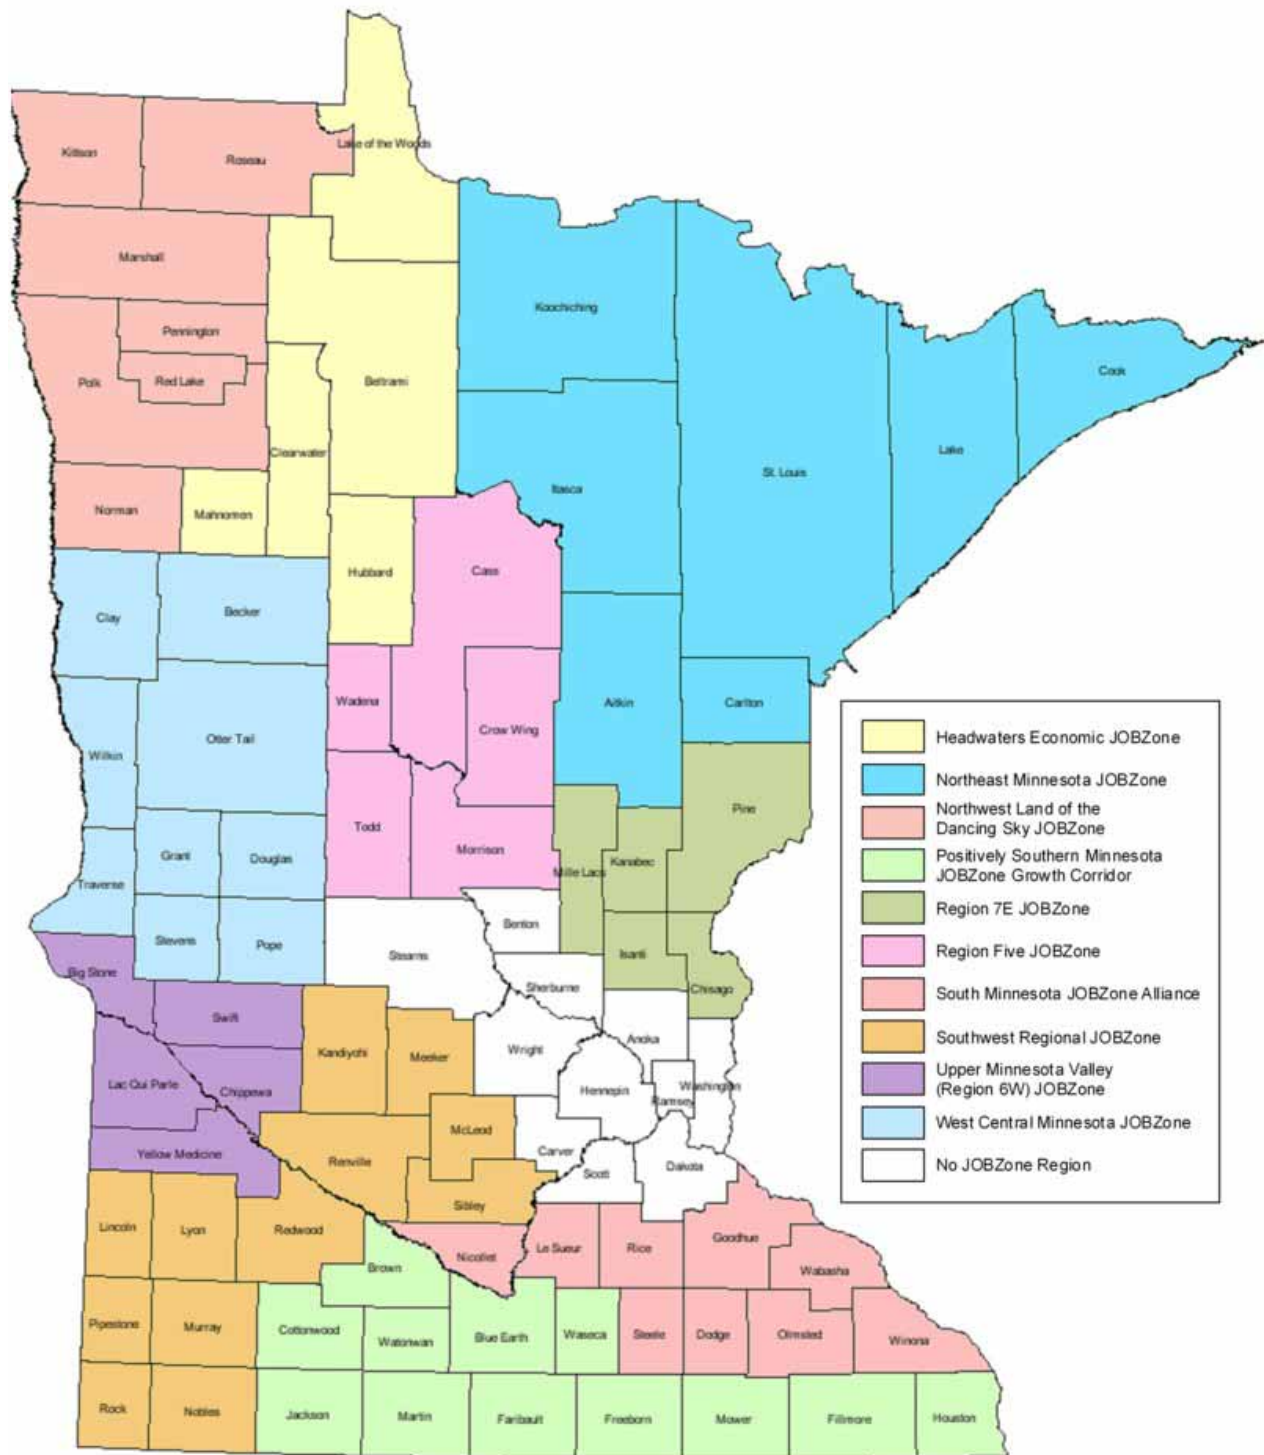 Kittson
Roseau
Lake of the Woods
Marshall
Koochiching
Pennington
Polk
Red Lake
Beltrami
Cook
Clearwater
Lake
St. Louis
Itasca
Norman
Mahnomen
Hubbard
Cass
Clay
Becker
Wadena
Aitkin
Carlton
Crow Wing
Otter Tail
Wilkin
Pine
Todd
Morrison
Grant
Douglas
Kanabec
Mille Lacs
Traverse
Benton
Stevens
Pope
Stearns
Isanti
Big Stone
Sherburne
Chisago
Swift
Anoka
Wright
Kandiyohi
Meeker
Lac Qui Parle
Chippewa
Hennepin
Washington
Ramsey
McLeod
Carver
Yellow Medicine
Renville
Dakota
Scott
Sibley
Lincoln
Lyon
Redwood
Goodhue
Le Sueur
Rice
Nicollet
Brown
Wabasha
Pipestone
Murray
Cottonwood
Watonwan
Blue Earth
Waseca
Steele
Dodge
Olmsted
Winona
Rock
Nobles
Jackson
Martin
Faribault
Freeborn
Mower
Fillmore
Houston
Headwaters Economic JOBZone
Northeast Minnesota JOBZone
Northwest Land of the
Dancing Sky JOBZone
Positively Southern Minnesota
JOBZone Growth Corridor
Region 7E JOBZone
Region Five JOBZone
South Minnesota JOBZone Alliance
Southwest Regional JOBZone
Upper Minnesota Valley
(Region 6W) JOBZone
West Central Minnesota JOBZone
No JOBZone Region